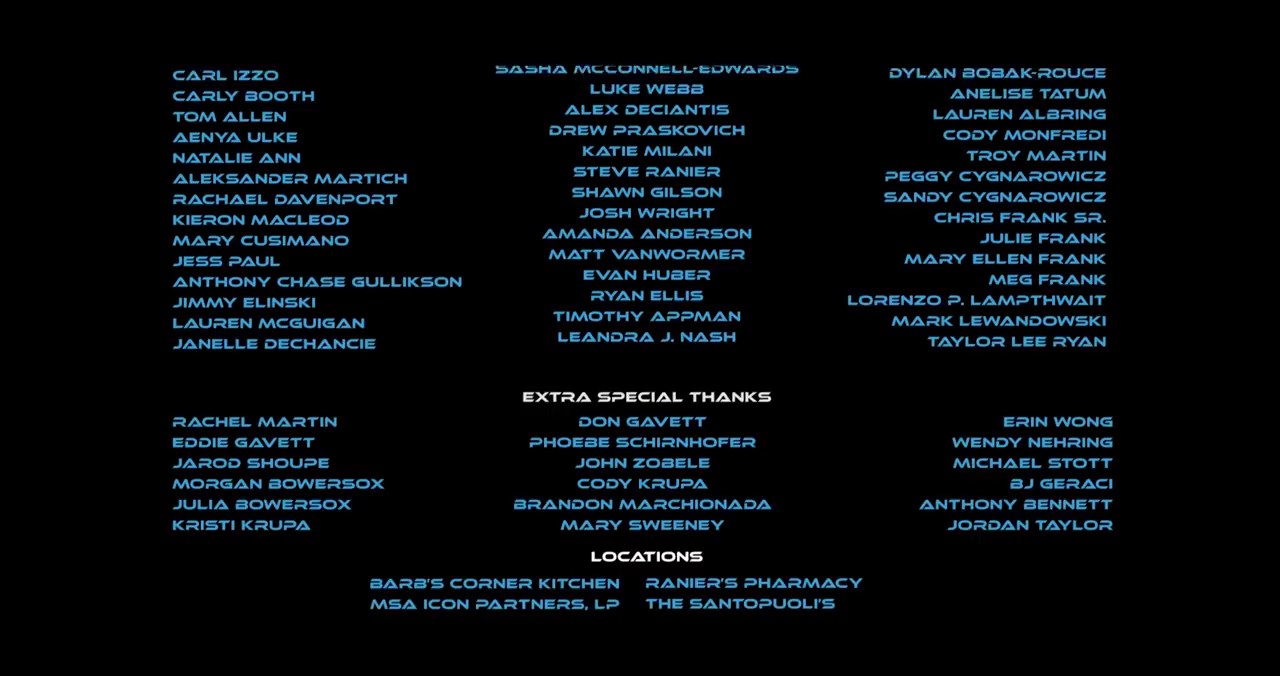 CARL IZZO
CARLY BOOTH
TOM ALLEN
AENYA ULKE
NATALIE ANN
ALEKSANDER MARTICH
RACHAEL DAVENPORT
KIERON MACLEOD
MARY CUSIMANO
JESS PAUL
ANTHONY CHASE GULLIKSON
JIMMY ELINSKI
LAUREN MCGUIGAN
JANELLE DECHANCIE
SASHA MCCONNELL-EDWARDS
LUKE WEBB
ALEX DECIANTIS
DREW PRASKOVICH
KATIE MILANI
STEVE RANIER
SHAWN GILSON
JOSH WRIGHT
AMANDA ANDERSON
MATT VANWORMER
EVAN HUBER
RYAN ELLIS
TIMOTHY APPMAN
LEANDRA J. NASH
DYLAN BOBAK-ROUCE
ANELISE TATUM
LAUREN ALBRING
CODY MONFREDI
TROY MARTIN
PEGGY CYGNAROWICZ
SANDY CYGNAROWICZ
CHRIS FRANK SR.
JULIE FRANK
MARY ELLEN FRANK
MEG FRANK
LORENZO P. LAMPTHWAIT
MARK LEWANDOWSKI
TAYLOR LEE RYAN
EXTRA SPECIAL THANKS
RACHEL MARTIN
EDDIE GAVETT
JAROD SHOUPE
MORGAN BOWERSOX
JULIA BOWERSOX
KRISTI KRUPA
DON GAVETT
PHOEBE SCHIRNHOFER
JOHN ZOBELE
CODY KRUPA
BRANDON MARCHIONADA
MARY SWEENEY
ERIN WONG
WENDY NEHRING
MICHAEL STOTT
BJ GERACI
ANTHONY BENNETT
JORDAN TAYLOR
LOCATIONS
BARB'S CORNER KITCHEN
MSA ICON PARTNERS, LP
RANIER'S PHARMACY
THE SANTOPUOLI'S